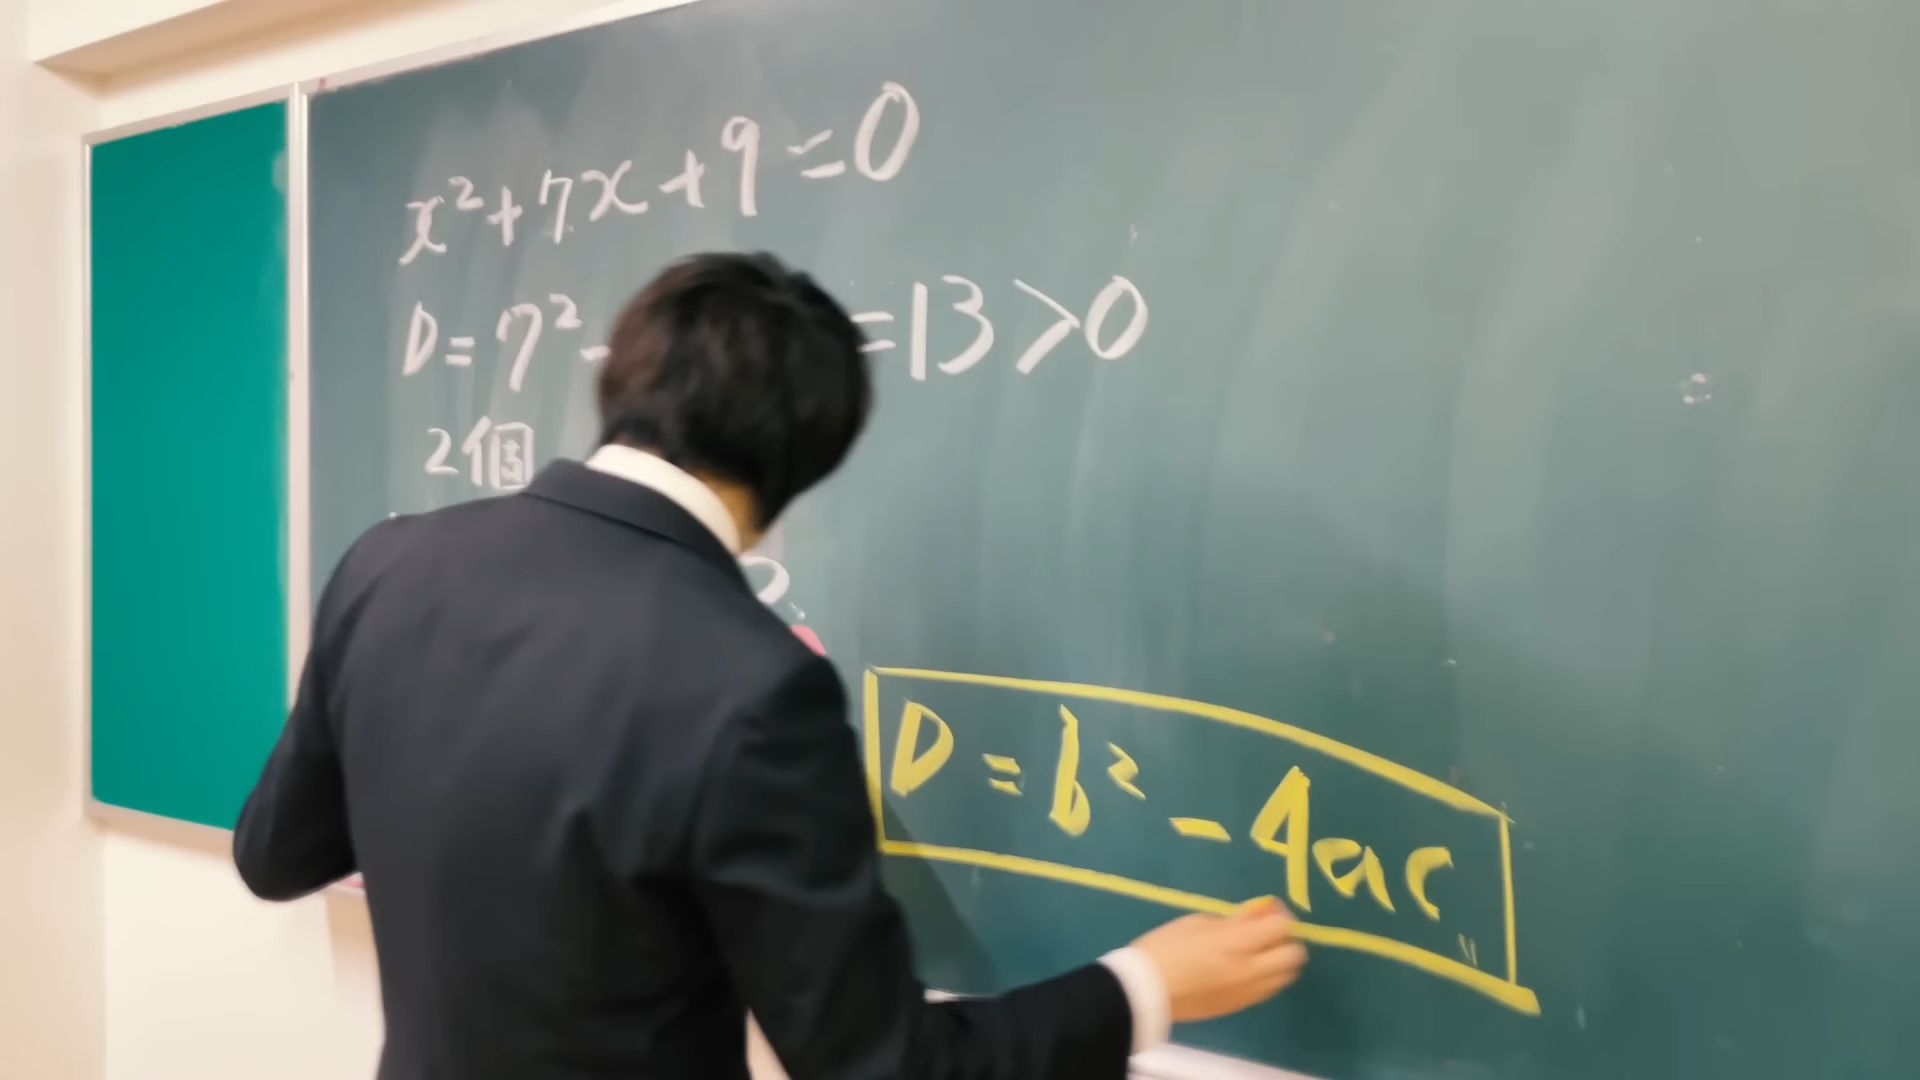 x²+7x+9=0
D=7²- =13>0
2個
D=b²-4ac